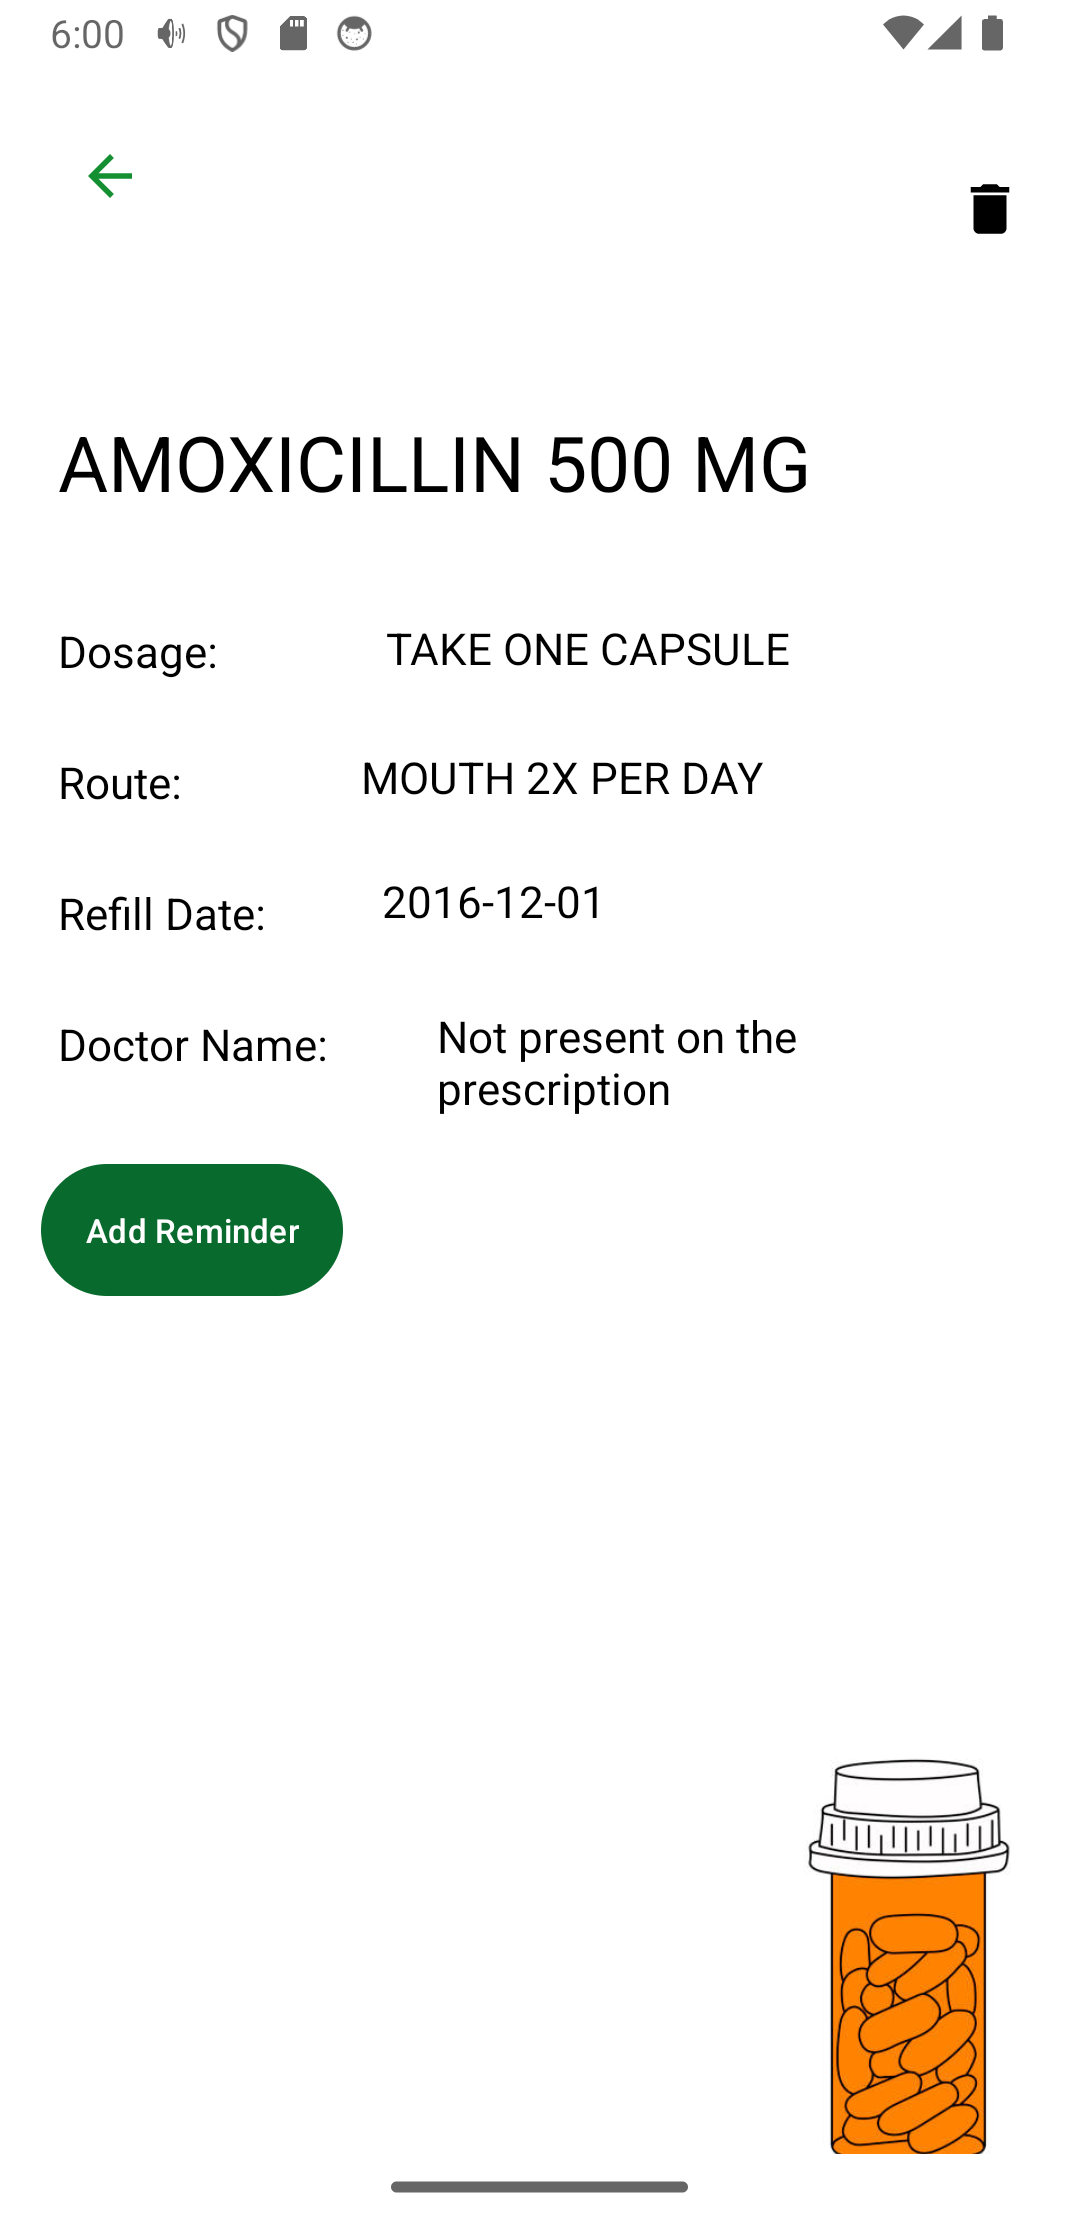 6:00
AMOXICILLIN 500 MG
Dosage: TAKE ONE CAPSULE
Route: MOUTH 2X PER DAY
Refill Date: 2016-12-01
Doctor Name: Not present on the
prescription
Add Reminder